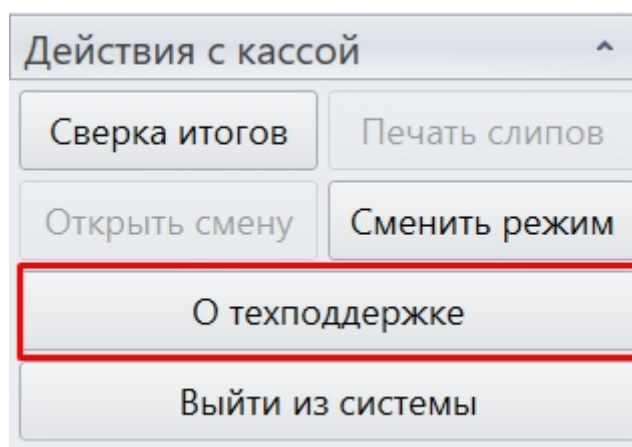 Действия с кассой
Сверка итогов Печать слипов
Открыть смену Сменить режим
О техподдержке
Выйти из системы